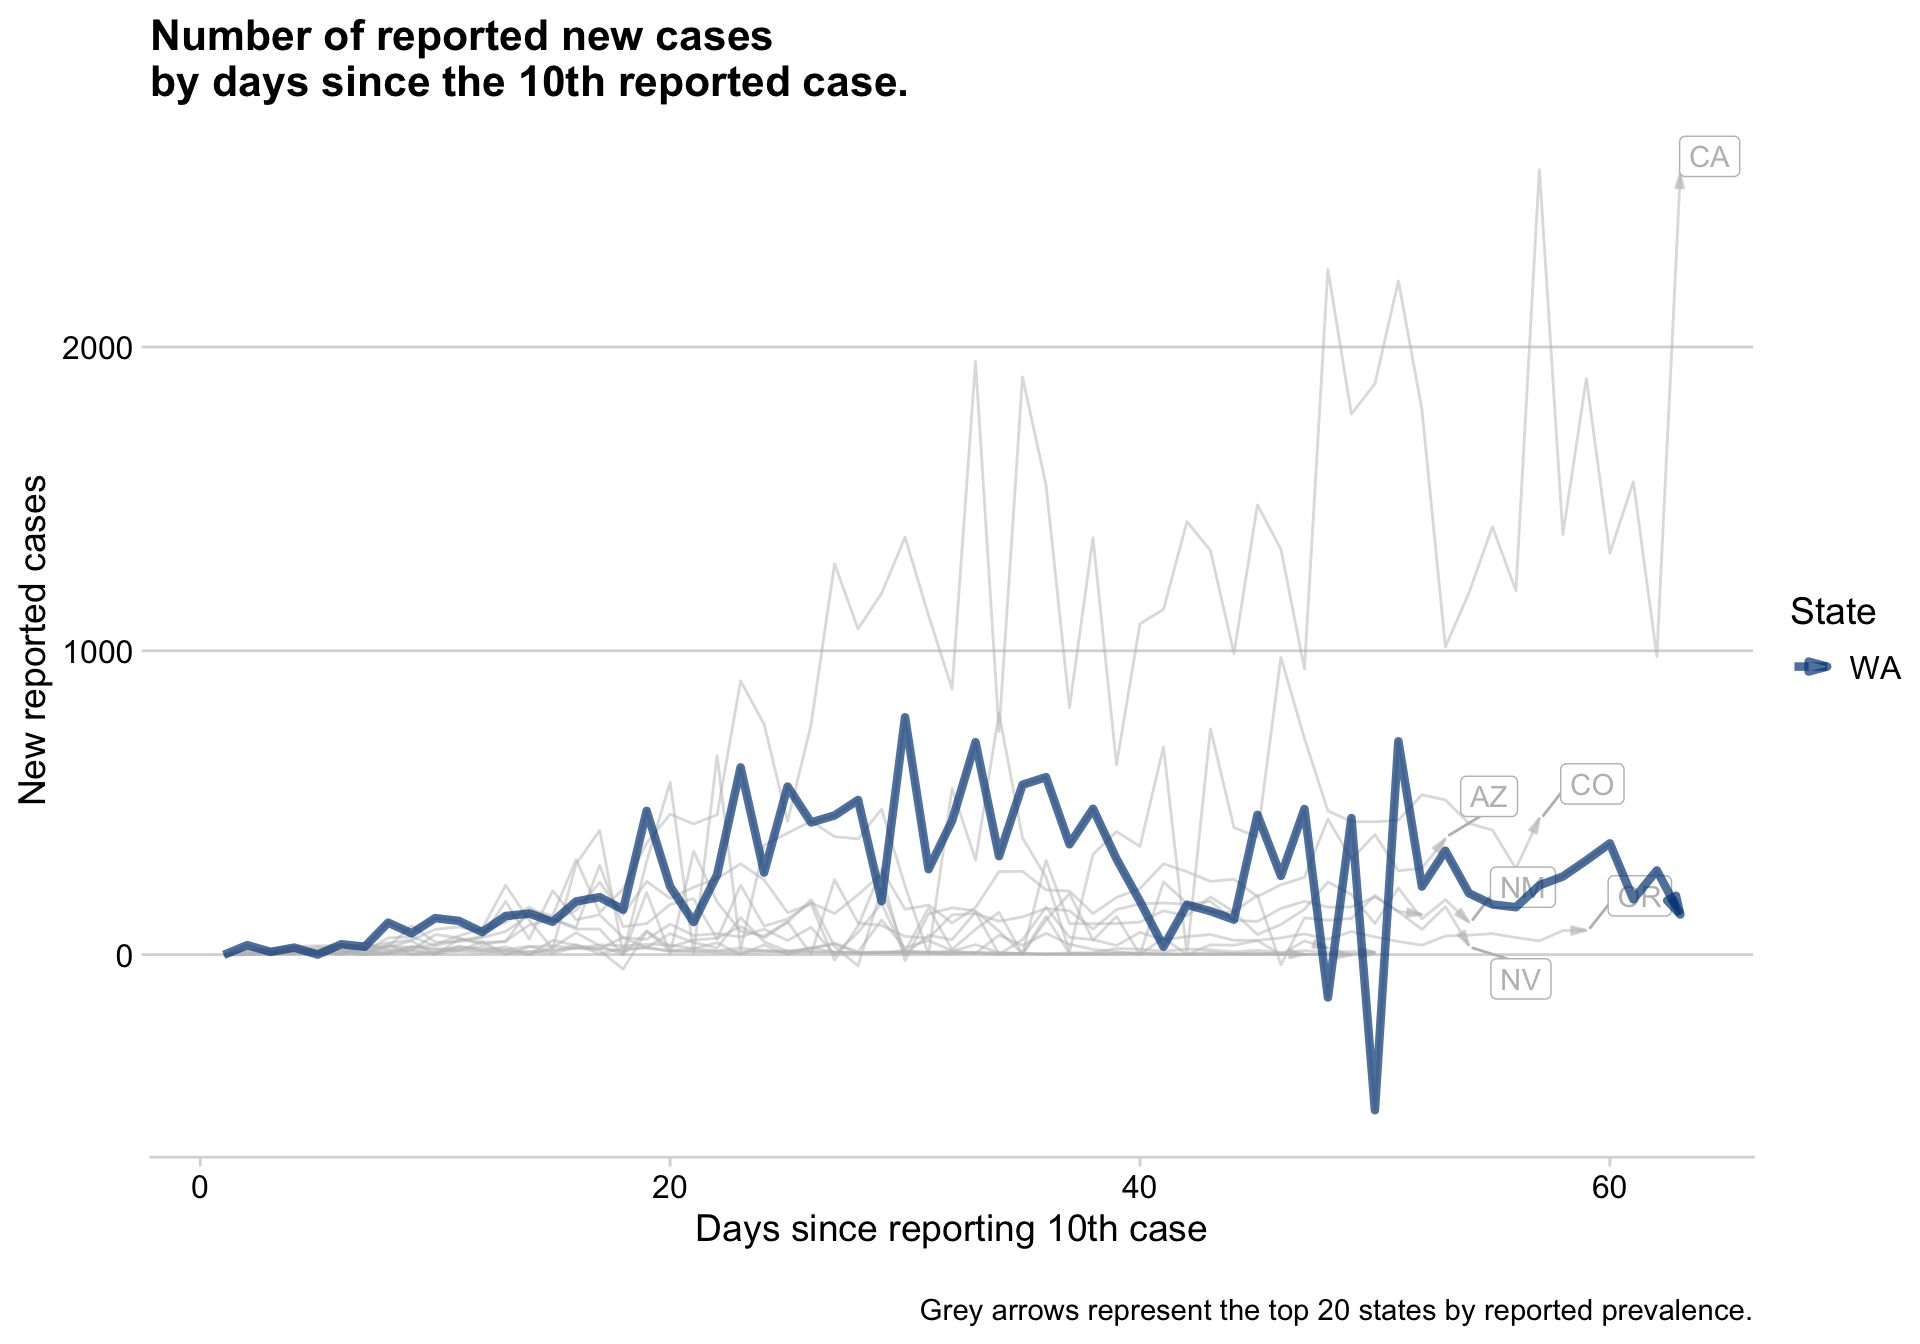 Number of reported new cases
by days since the 10th reported case.
CA
2000
New reported cases
1000
State
WA
AZ
CO
NM
OR
0
NV
0
20
40
60
Days since reporting 10th case
Grey arrows represent the top 20 states by reported prevalence.